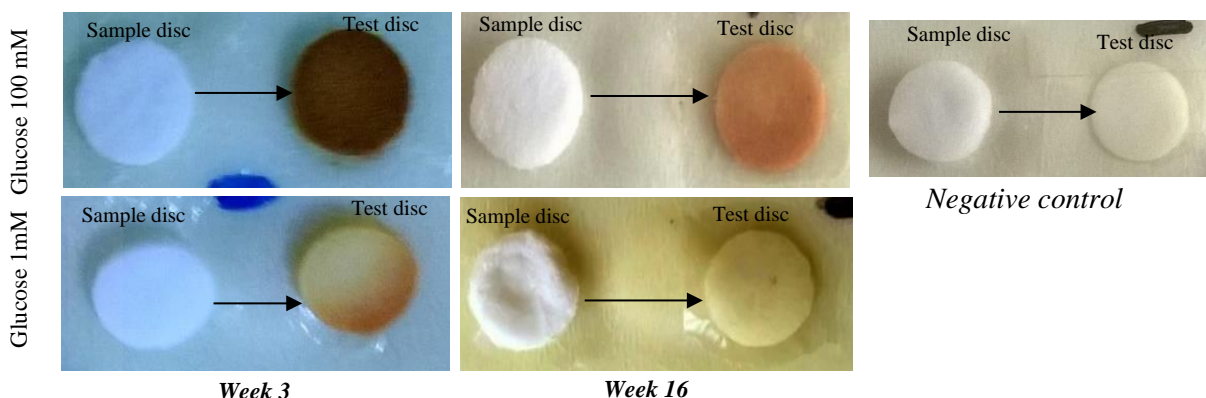 Glucose 100 mM
Sample disc
Test disc
Sample disc
Test disc
Sample disc
Test disc
Negative control
Glucose 1mM
Sample disc
Test disc
Sample disc
Test disc
Week 3
Week 16